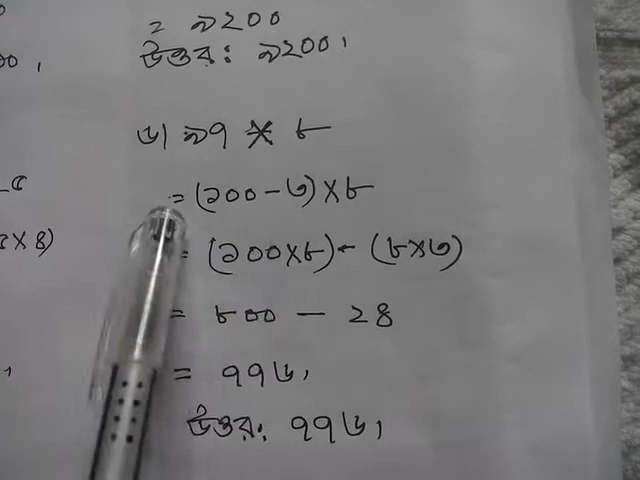 = ৯২০০
উত্তর: ৯২০০।
৬। ৯৭ × ৮
= (১০০ - ৩) × ৮
= (১০০×৮) - (৮×৩)
= ৮০০ - ২৪
= ৭৭৬।
উত্তর: ৭৭৬।
× ৪)